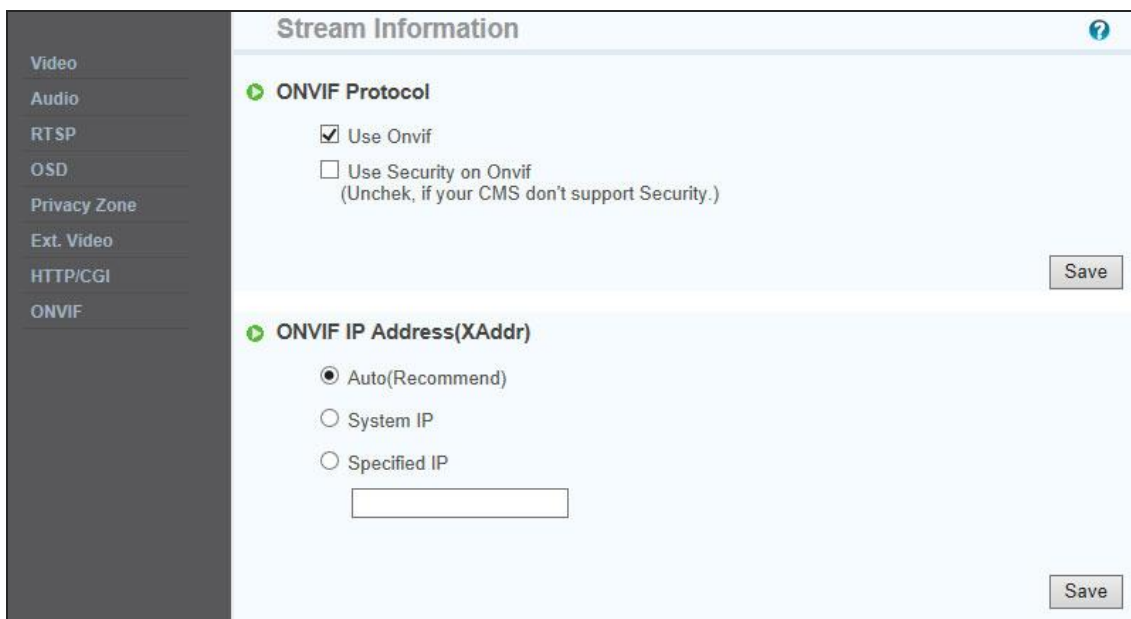 Stream Information
?
Video
Audio
RTSP
OSD
Privacy Zone
Ext. Video
HTTP/CGI
ONVIF
ONVIF Protocol
Use Onvif
Use Security on Onvif
(Unchek, if your CMS don't support Security.)
Save
ONVIF IP Address(XAddr)
Auto(Recommend)
System IP
Specified IP
Save